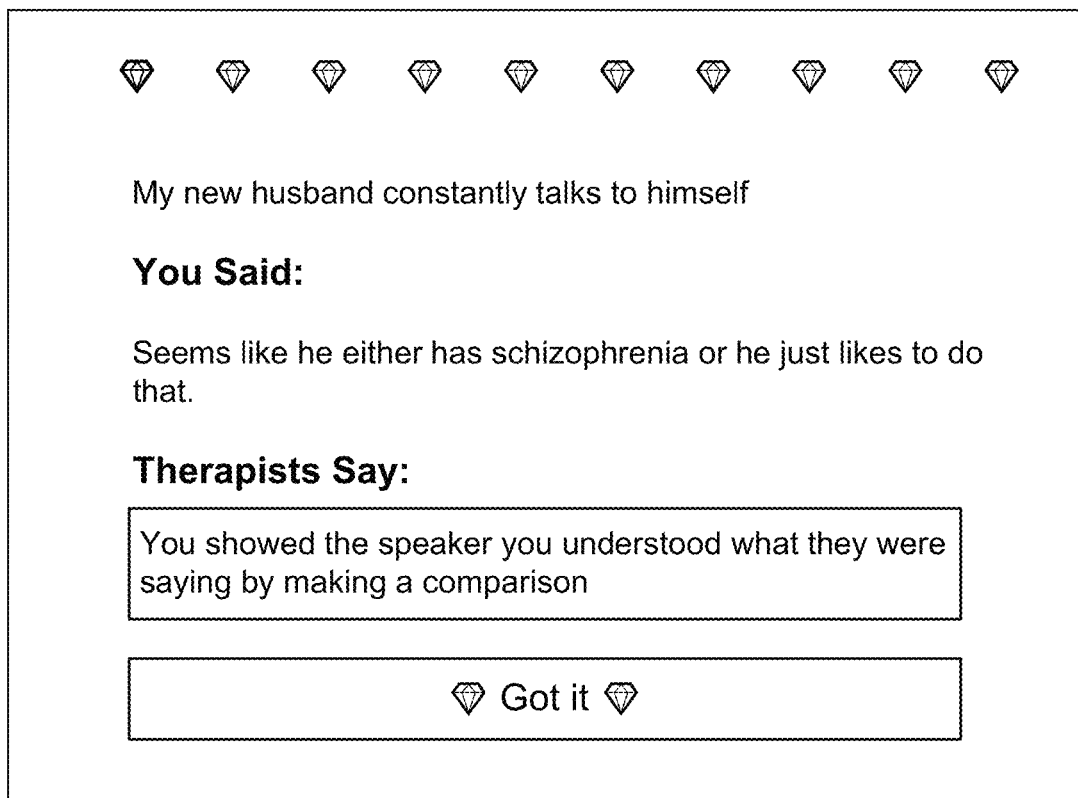 My new husband constantly talks to himself
You Said:
Seems like he either has schizophrenia or he just likes to do
that.
Therapists Say:
You showed the speaker you understood what they were
saying by making a comparison
Got it